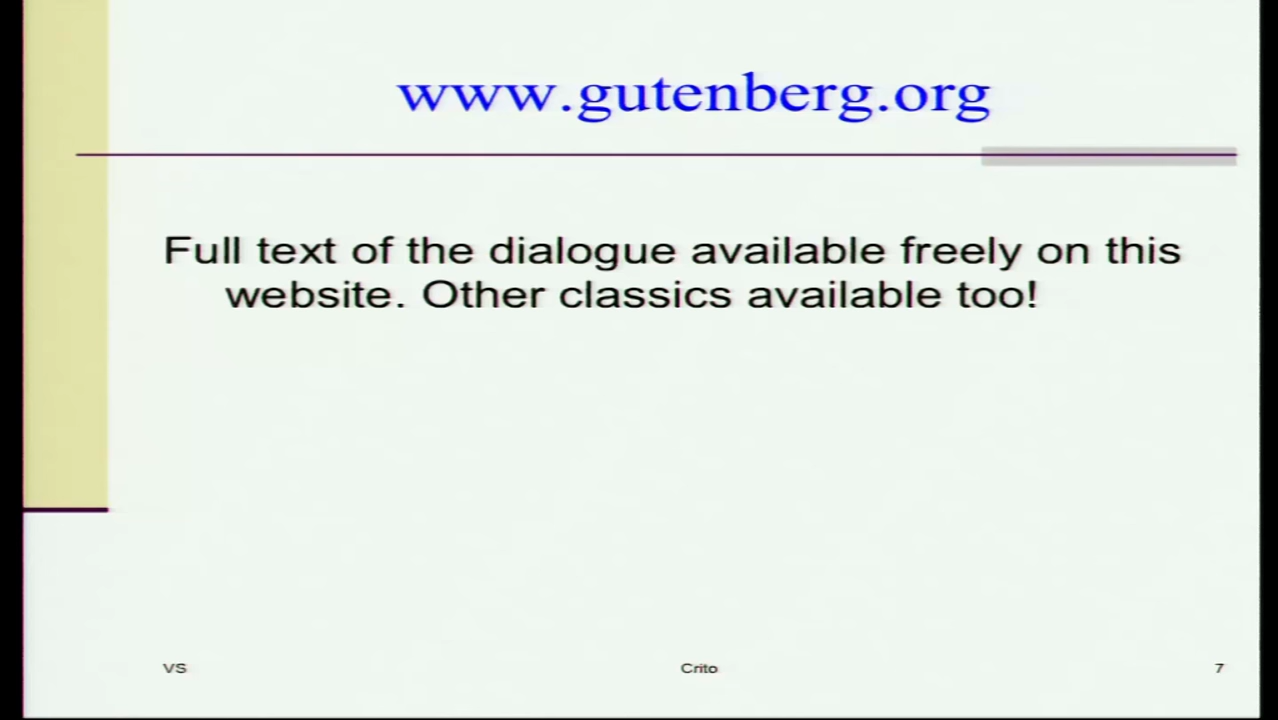 www.gutenberg.org
Full text of the dialogue available freely on this
website. Other classics available too!
VS
Crito
7